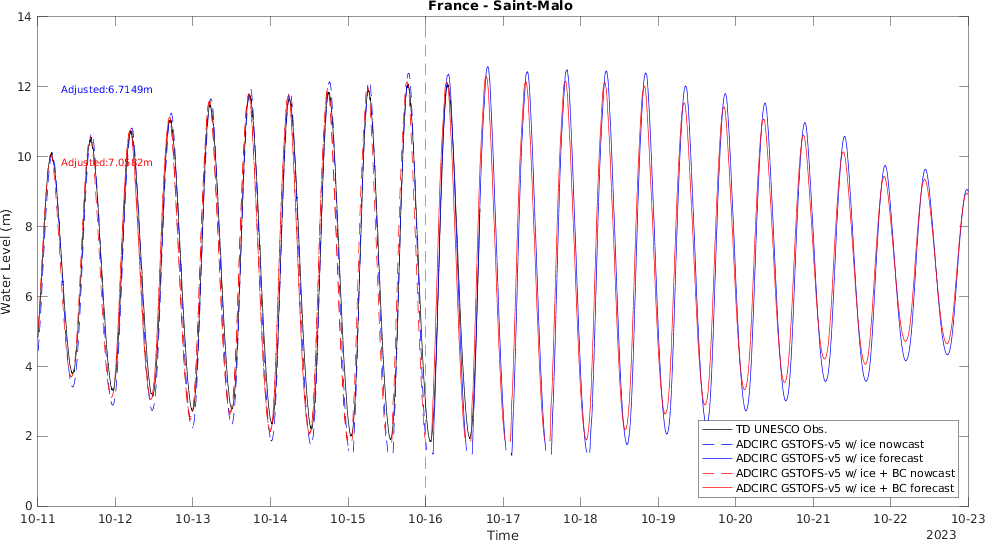 France - Saint-Malo
14
12
10
8
6
4
2
0
Water Level (m)
Adjusted:6.7149m
Adjusted:7.0582m
TD UNESCO Obs.
ADCIRC GSTOFS-v5 w/ ice nowcast
ADCIRC GSTOFS-v5 w/ ice forecast
ADCIRC GSTOFS-v5 w/ ice + BC nowcast
ADCIRC GSTOFS-v5 w/ ice + BC forecast
10-11 10-12 10-13 10-14 10-15 10-16 10-17 10-18 10-19 10-20 10-21 10-22 10-23
Time
2023